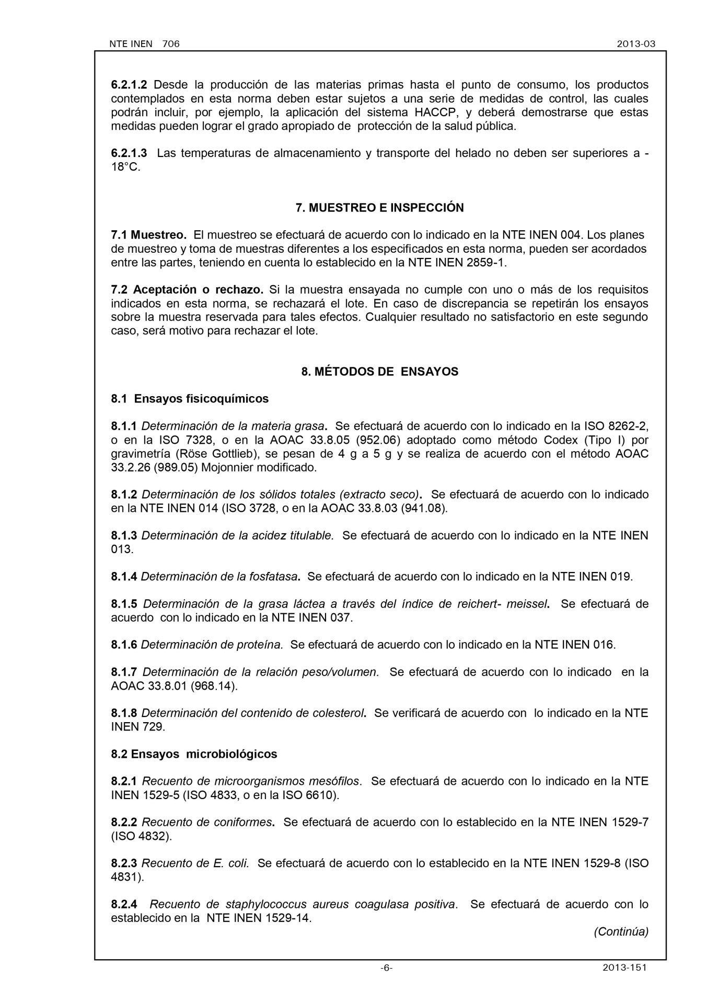 NTE INEN 706 2013-03
6.2.1.2 Desde la producción de las materias primas hasta el punto de consumo, los productos
contemplados en esta norma deben estar sujetos a una serie de medidas de control, las cuales
podrán incluir, por ejemplo, la aplicación del sistema HACCP, y deberá demostrarse que estas
medidas pueden lograr el grado apropiado de protección de la salud pública.
6.2.1.3 Las temperaturas de almacenamiento y transporte del helado no deben ser superiores a -
18°C.
7. MUESTREO E INSPECCIÓN
7.1 Muestreo. El muestreo se efectuará de acuerdo con lo indicado en la NTE INEN 004. Los planes
de muestreo y toma de muestras diferentes a los especificados en esta norma, pueden ser acordados
entre las partes, teniendo en cuenta lo establecido en la NTE INEN 2859-1.
7.2 Aceptación o rechazo. Si la muestra ensayada no cumple con uno o más de los requisitos
indicados en esta norma, se rechazará el lote. En caso de discrepancia se repetirán los ensayos
sobre la muestra reservada para tales efectos. Cualquier resultado no satisfactorio en este segundo
caso, será motivo para rechazar el lote.
8. MÉTODOS DE ENSAYOS
8.1 Ensayos fisicoquímicos
8.1.1 Determinación de la materia grasa. Se efectuará de acuerdo con lo indicado en la ISO 8262-2,
o en la ISO 7328, o en la AOAC 33.8.05 (952.06) adoptado como método Codex (Tipo I) por
gravimetría (Röse Gottlieb), se pesan de 4 g a 5 g y se realiza de acuerdo con el método AOAC
33.2.26 (989.05) Mojonnier modificado.
8.1.2 Determinación de los sólidos totales (extracto seco). Se efectuará de acuerdo con lo indicado
en la NTE INEN 014 (ISO 3728, o en la AOAC 33.8.03 (941.08).
8.1.3 Determinación de la acidez titulable. Se efectuará de acuerdo con lo indicado en la NTE INEN
013.
8.1.4 Determinación de la fosfatasa. Se efectuará de acuerdo con lo indicado en la NTE INEN 019.
8.1.5 Determinación de la grasa láctea a través del índice de reichert- meissel. Se efectuará de
acuerdo con lo indicado en la NTE INEN 037.
8.1.6 Determinación de proteína. Se efectuará de acuerdo con lo indicado en la NTE INEN 016.
8.1.7 Determinación de la relación peso/volumen. Se efectuará de acuerdo con lo indicado en la
AOAC 33.8.01 (968.14).
8.1.8 Determinación del contenido de colesterol. Se verificará de acuerdo con lo indicado en la NTE
INEN 729.
8.2 Ensayos microbiológicos
8.2.1 Recuento de microorganismos mesófilos. Se efectuará de acuerdo con lo indicado en la NTE
INEN 1529-5 (ISO 4833, o en la ISO 6610).
8.2.2 Recuento de coniformes. Se efectuará de acuerdo con lo establecido en la NTE INEN 1529-7
(ISO 4832).
8.2.3 Recuento de E. coli. Se efectuará de acuerdo con lo establecido en la NTE INEN 1529-8 (ISO
4831).
8.2.4 Recuento de staphylococcus aureus coagulasa positiva. Se efectuará de acuerdo con lo
establecido en la NTE INEN 1529-14.
(Continúa)
-6- 2013-151